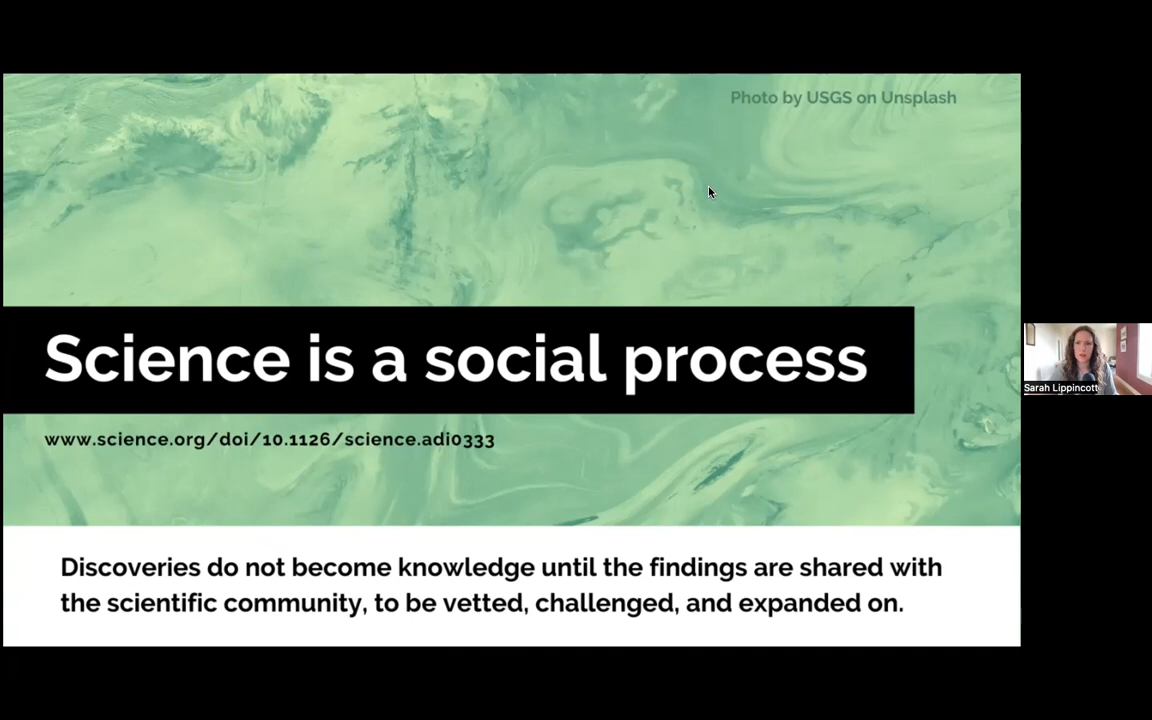 Photo by USGS on Unsplash
Science is a social process
www.science.org/doi/10.1126/science.adi0333
Sarah Lippincott
Discoveries do not become knowledge until the findings are shared with
the scientific community, to be vetted, challenged, and expanded on.